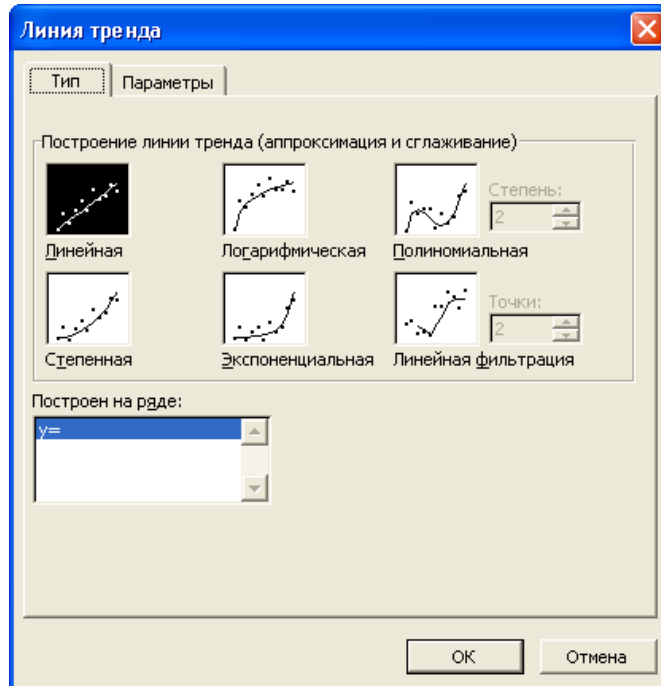 Линия тренда
Тип
Параметры
Построение линии тренда (аппроксимация и сглаживание)
Степень:
2
Линейная
Логарифмическая
Полиномиальная
Точки:
2
Степенная
Экспоненциальная
Линейная фильтрация
Построен на ряде:
y=
ОК
Отмена